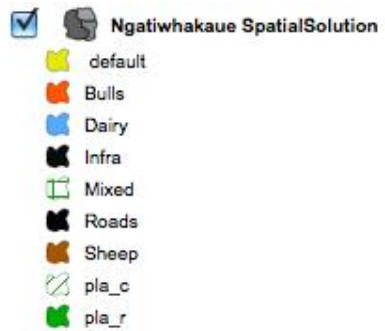 Ngatiwhakaue SpatialSolution
default
Bulls
Dairy
Infra
Mixed
Roads
Sheep
pla_c
pla_r